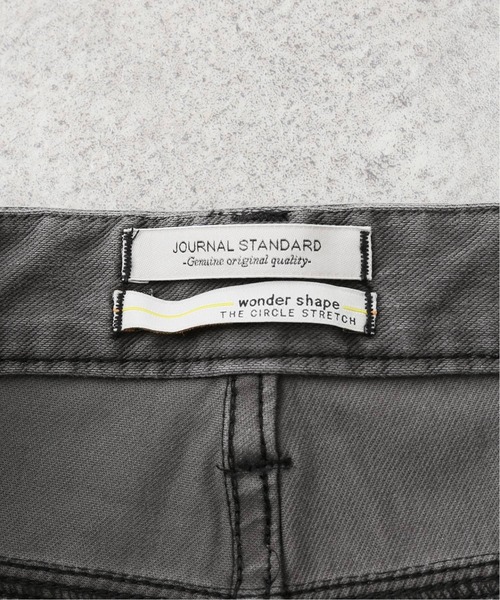 JOURNAL STANDARD
-Genuine original quality-
wonder shape
THE CIRCLE STRETCH